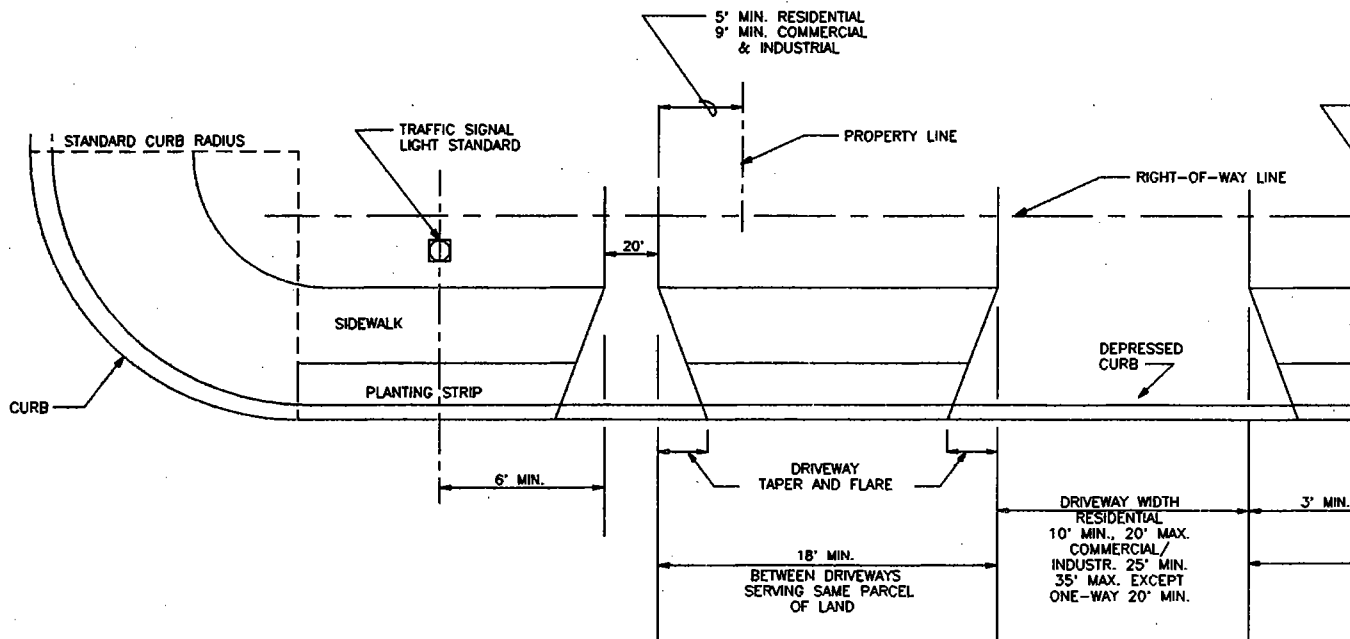 5' MIN. RESIDENTIAL
9' MIN. COMMERCIAL
& INDUSTRIAL
STANDARD CURB RADIUS
TRAFFIC SIGNAL
LIGHT STANDARD
PROPERTY LINE
RIGHT-OF-WAY LINE
20'
SIDEWALK
DEPRESSED
CURB
PLANTING STRIP
CURB
6' MIN.
DRIVEWAY
TAPER AND FLARE
DRIVEWAY WIDTH
RESIDENTIAL
10' MIN., 20' MAX.
COMMERCIAL/
INDUSTR. 25' MIN.
35' MAX. EXCEPT
ONE-WAY 20' MIN.
3' MIN.
18' MIN.
BETWEEN DRIVEWAYS
SERVING SAME PARCEL
OF LAND